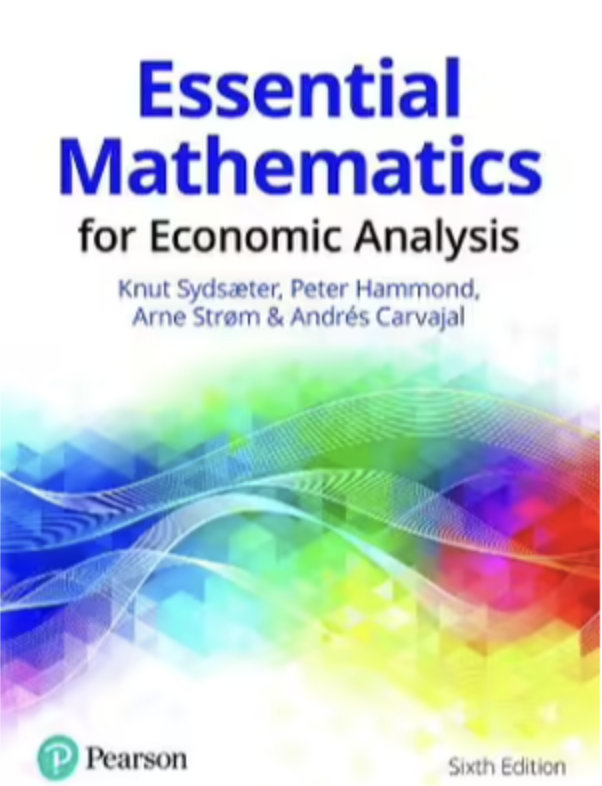 Essential
Mathematics
for Economic Analysis
Knut Sydsæter, Peter Hammond,
Arne Strøm & Andrés Carvajal
P Pearson
Sixth Edition